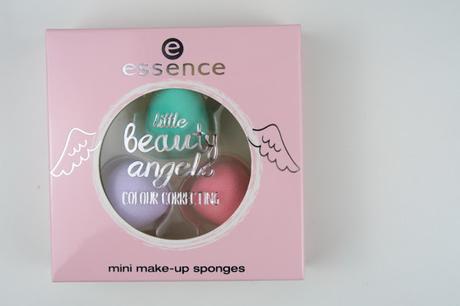 e
essence
little
beauty
angels
COLOUR CORRECTING
mini make-up sponges